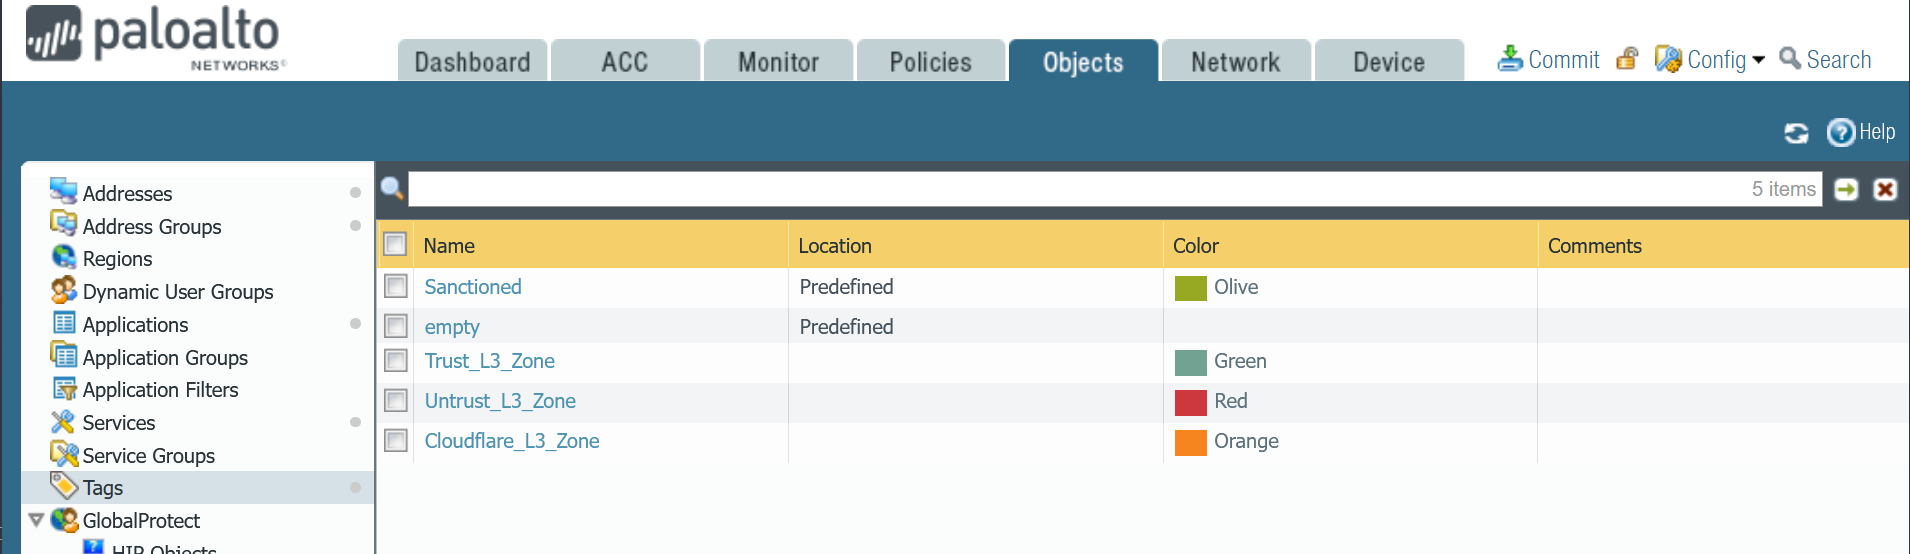 paloalto
NETWORKS®
Dashboard ACC Monitor Policies Objects Network Device Commit Config Search
Help
5 items
Addresses
Address Groups
Regions
Dynamic User Groups
Applications
Application Groups
Application Filters
Services
Service Groups
Tags
GlobalProtect
HIP Objects
Name Location Color Comments
Sanctioned Predefined Olive
empty Predefined
Trust_L3_Zone Green
Untrust_L3_Zone Red
Cloudflare_L3_Zone Orange